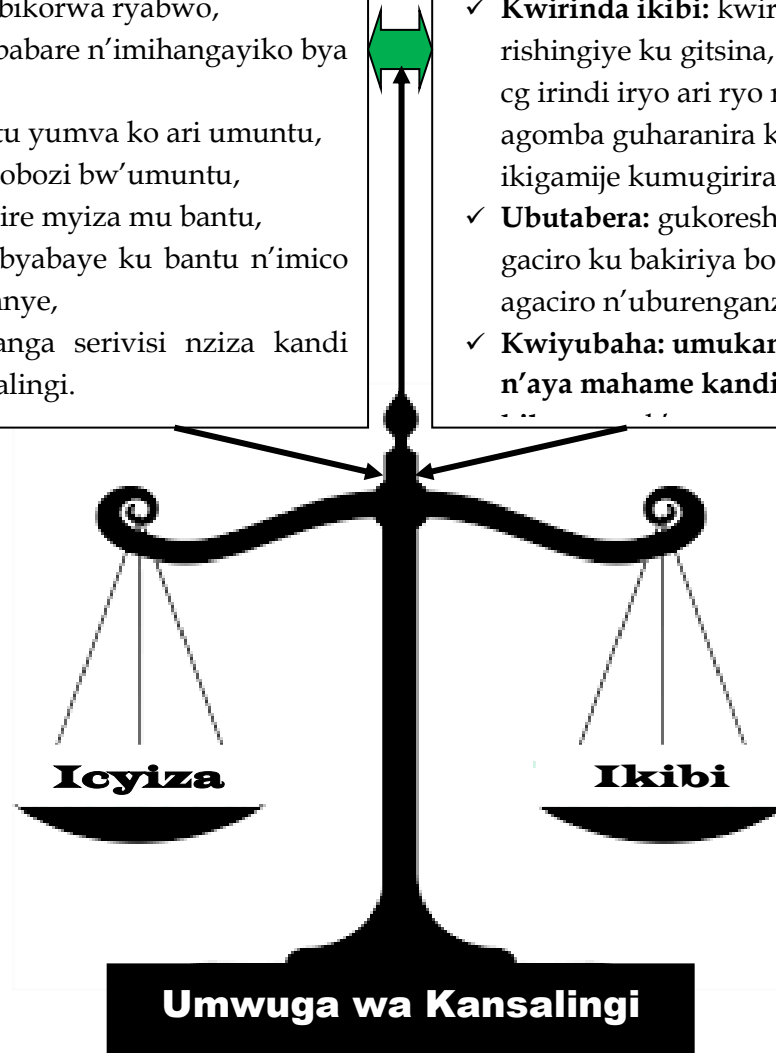 bikorwa ryabwo,
babare n'imihangayiko bya
tu yumva ko ari umuntu,
obozi bw'umuntu,
ire myiza mu bantu,
byabaye ku bantu n'imico
anye,
anga serivisi nziza kandi
alingi.
✓ Kwirinda ikibi: kwir
rishingiye ku gitsina,
cg irindi iryo ari ryo
agomba guharanira k
ikigamije kumugirira
✓ Ubutabera: gukoresh
gaciro ku bakiriya bo
agaciro n'uburenganz
✓ Kwiyubaha: umukan
n'aya mahame kandi
Icyiza
Ikibi
Umwuga wa Kansalingi